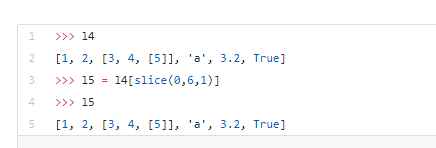 1 >>> l4
2 [1, 2, [3, 4, [5]], 'a', 3.2, True]
3 >>> l5 = l4[slice(0,6,1)]
4 >>> l5
5 [1, 2, [3, 4, [5]], 'a', 3.2, True]